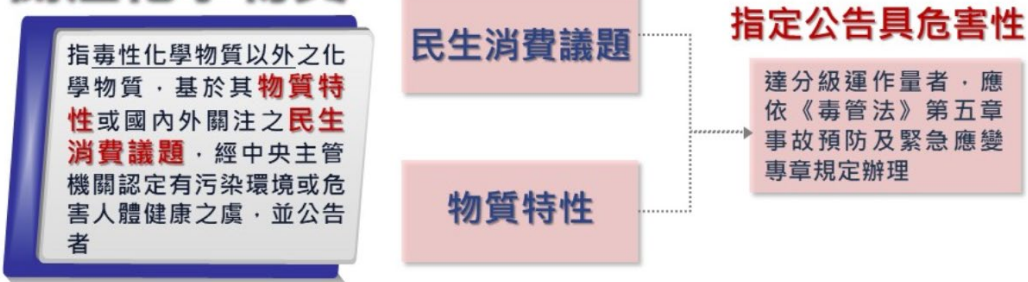 指毒性化學物質以外之化
學物質，基於其物質特
性或國內外關注之民生
消費議題，經中央主管
機關認定有污染環境或危
害人體健康之虞，並公告
者
民生消費議題
物質特性
指定公告具危害性
達分級運作量者，應
依《毒管法》第五章
事故預防及緊急應變
專章規定辦理